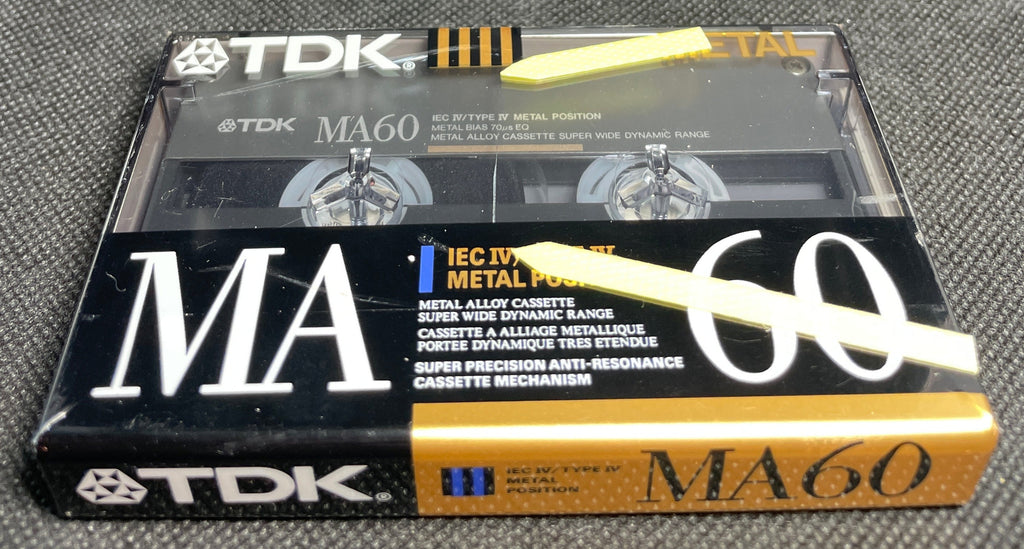 TDK
METAL
TDK MA60
IEC IV/TYPE IV METAL POSITION
METAL BIAS 70μs EQ
METAL ALLOY CASSETTE SUPER WIDE DYNAMIC RANGE
MA
IEC IV/TYPE IV
METAL
60
METAL ALLOY CASSETTE
SUPER WIDE DYNAMIC RANGE
CASSETTE A ALLIAGE METALLIQUE
PORTEE DYNAMIQUE TRES ETENDUE
SUPER PRECISION ANTI-RESONANCE
CASSETTE MECHANISM
TDK
IEC IV/TYPE IV
METAL
POSITION
MA60